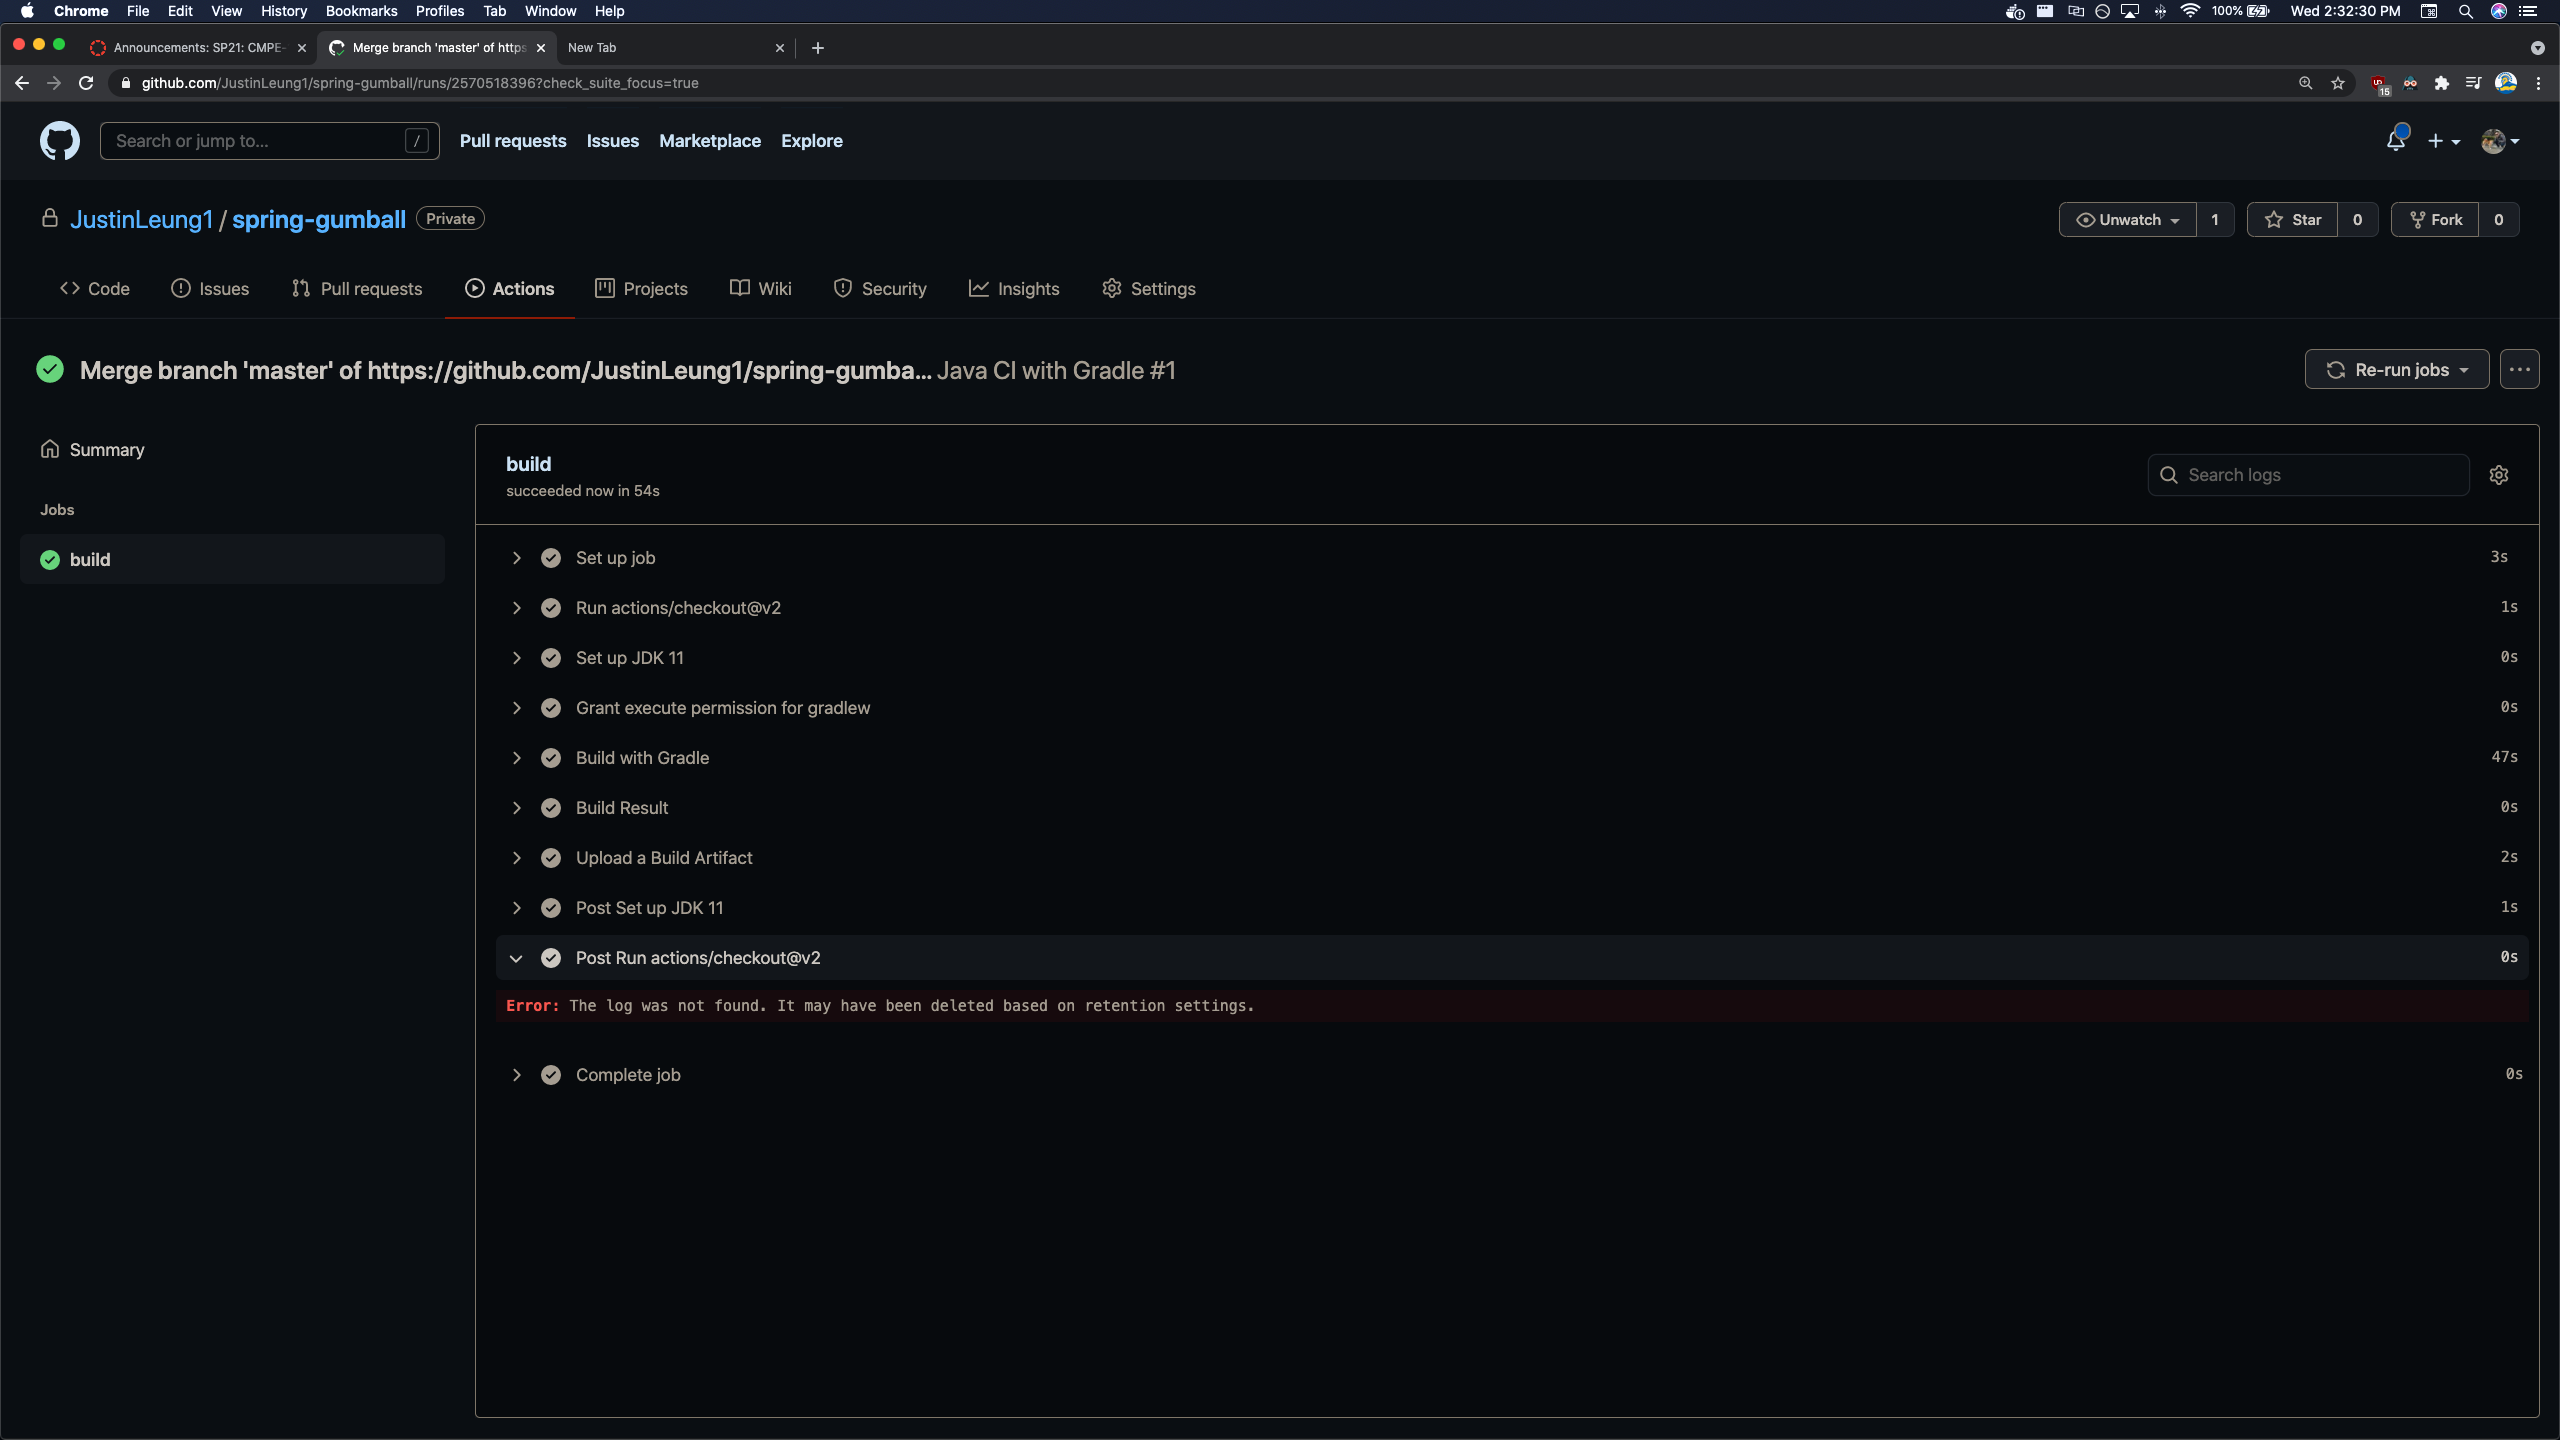 Chrome File Edit View History Bookmarks Profiles Tab Window Help 100% Wed 2:32:30 PM
Announcements: SP21: CMPE- Merge branch 'master' of https New Tab
github.com/JustinLeung1/spring-gumball/runs/2570518396?check_suite_focus=true 15
Search or jump to... / Pull requests Issues Marketplace Explore
JustinLeung1 / spring-gumball Private Unwatch 1 Star 0 Fork 0
Code Issues Pull requests Actions Projects Wiki Security Insights Settings
Merge branch 'master' of https://github.com/JustinLeung1/spring-gumba... Java CI with Gradle #1 Re-run jobs
Summary
Jobs
build
build
succeeded now in 54s
Search logs
Set up job 3s
Run actions/checkout@v2 1s
Set up JDK 11 0s
Grant execute permission for gradlew 0s
Build with Gradle 47s
Build Result 0s
Upload a Build Artifact 2s
Post Set up JDK 11 1s
Post Run actions/checkout@v2 0s
Error: The log was not found. It may have been deleted based on retention settings.
Complete job 0s